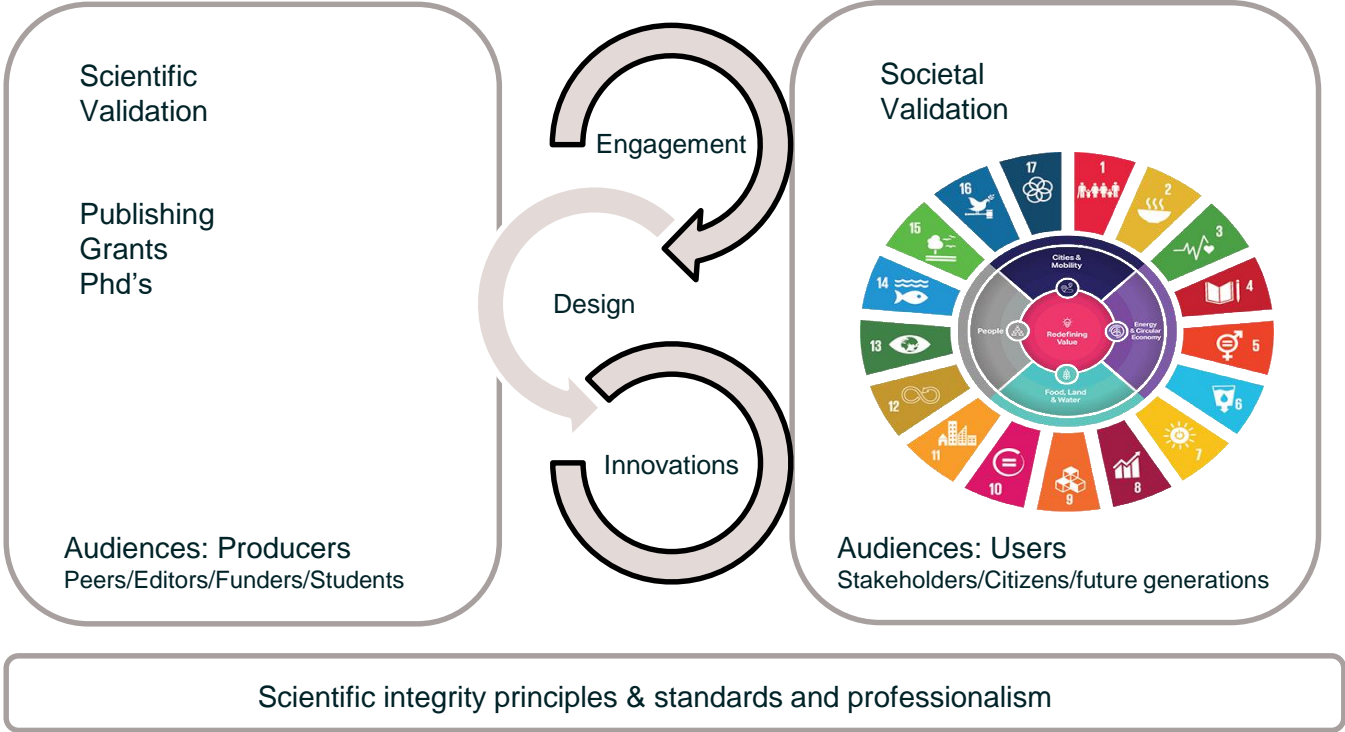 Scientific
Validation
Publishing
Grants
Phd's
Audiences: Producers
Peers/Editors/Funders/Students
Engagement
Design
Innovations
Societal
Validation
1
2
3
4
5
6
7
8
9
10
11
12
13
14
15
16
17
Cities &
Mobility
People
Redefining
Value
Energy
& Circular
Economy
Food, Land
& Water
Audiences: Users
Stakeholders/Citizens/future generations
Scientific integrity principles & standards and professionalism